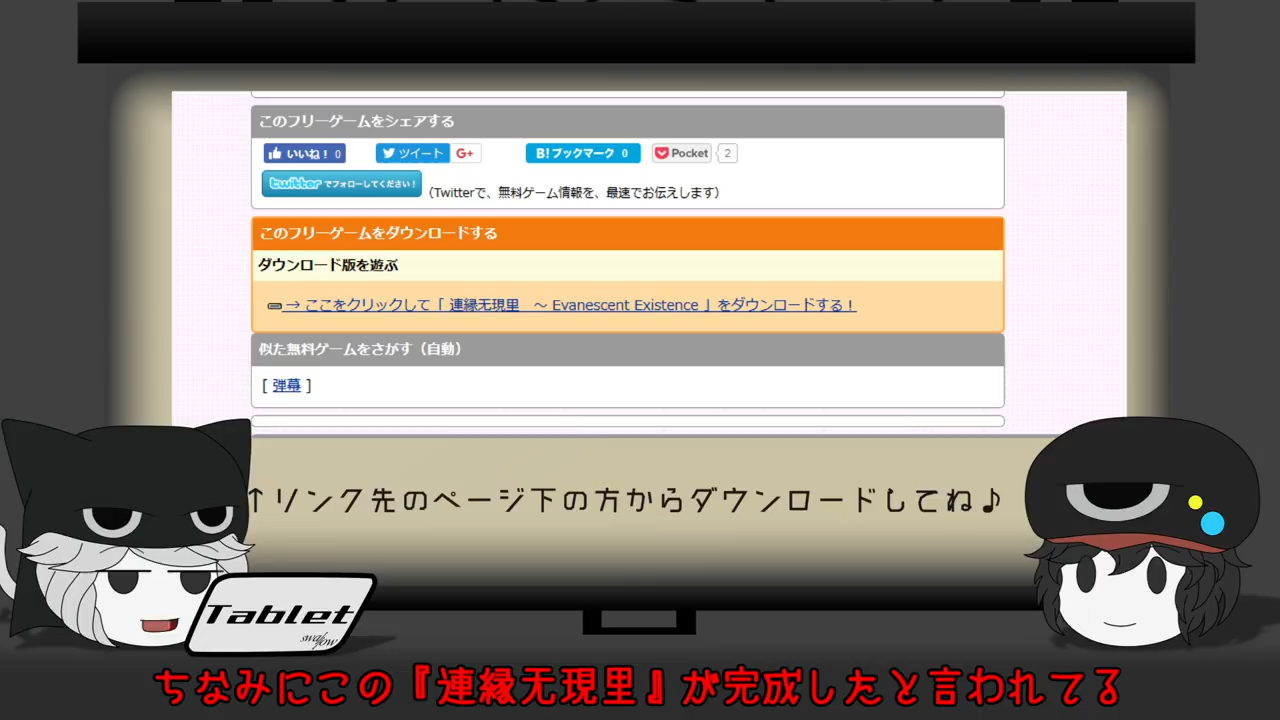 このフリーゲームをシェアする
いいね！ 0 ツイート G+ B!ブックマーク 0 Pocket 2
twitterでフォローしてください！ （Twitterで、無料ゲーム情報を、最速でお伝えします）
このフリーゲームをダウンロードする
ダウンロード版を遊ぶ
→ ここをクリックして「 連縁无現里　～ Evanescent Existence 」をダウンロードする！
似た無料ゲームをさがす（自動）
[ 弾幕 ]
↑リンク先のページ下の方からダウンロードしてね♪
Tablet
swallow
ちなみにこの『連縁无現里』が完成したと言われてる